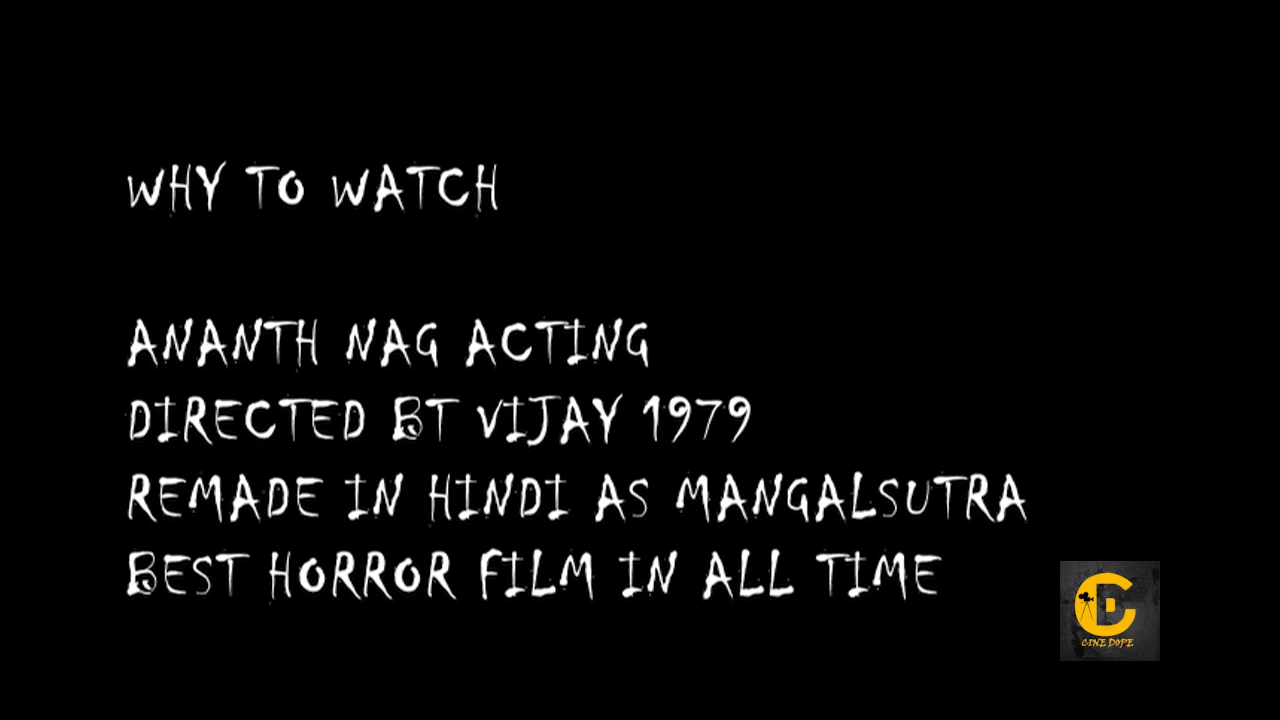 WHY TO WATCH
ANANTH NAG ACTING
DIRECTED BT VIJAY 1979
REMADE IN HINDI AS MANGALSUTRA
BEST HORROR FILM IN ALL TIME
CINE DOPE